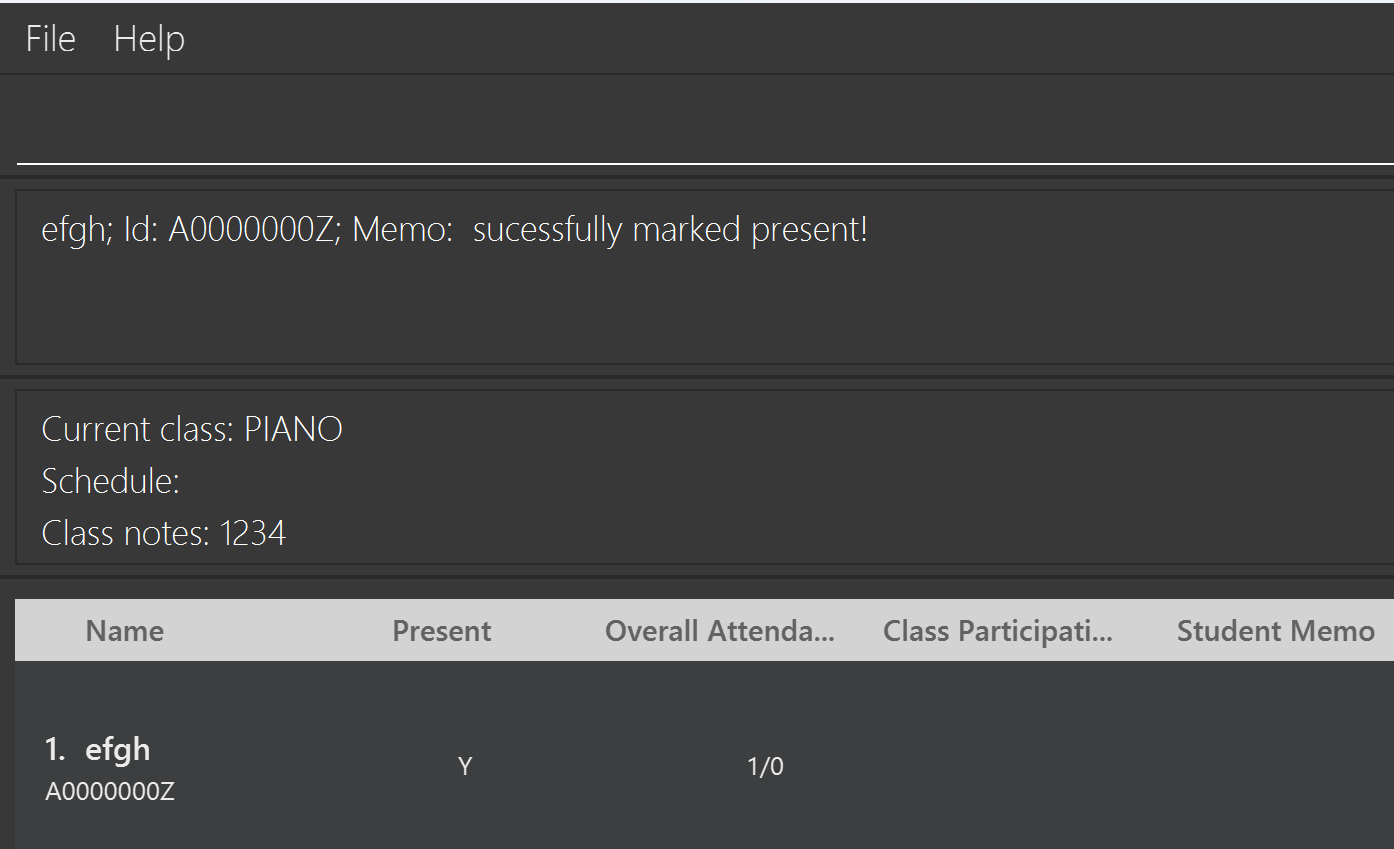 File Help
efgh; Id: A0000000Z; Memo:  sucessfully marked present!
Current class: PIANO
Schedule:
Class notes: 1234
Name Present Overall Attenda... Class Participati... Student Memo
1. efgh Y 1/0
A0000000Z